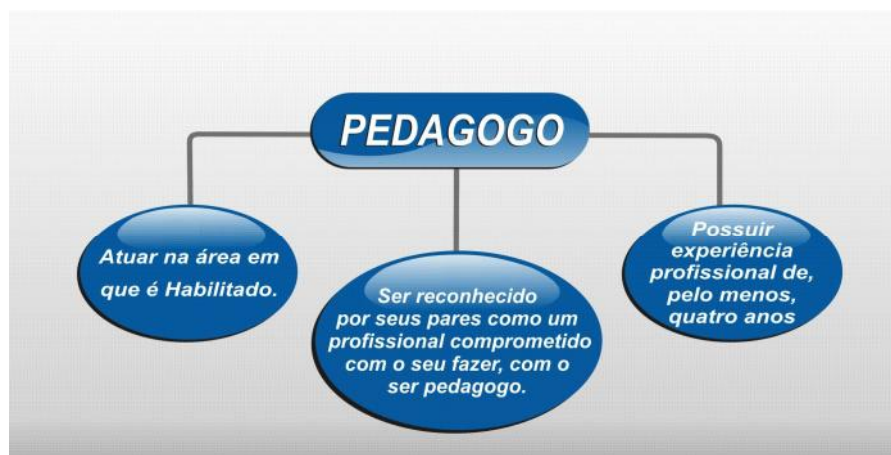 PEDAGOGO
Atuar na área em
que é Habilitado.
Ser reconhecido
por seus pares como um
profissional comprometido
com o seu fazer, com o
ser pedagogo.
Possuir
experiência
profissional de,
pelo menos,
quatro anos